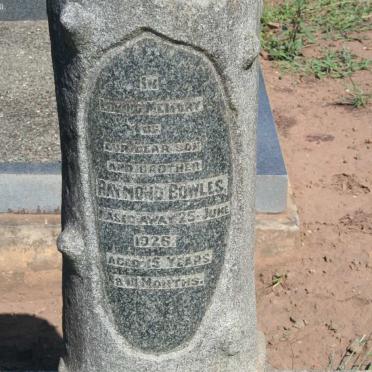 IN
LOVING MEMORY
OF
OUR DEAR SON
AND BROTHER
RAYMOND BOWLES.
PASSED AWAY 25. JUNE
1926.
AGED 15 YEARS
MONTHS.